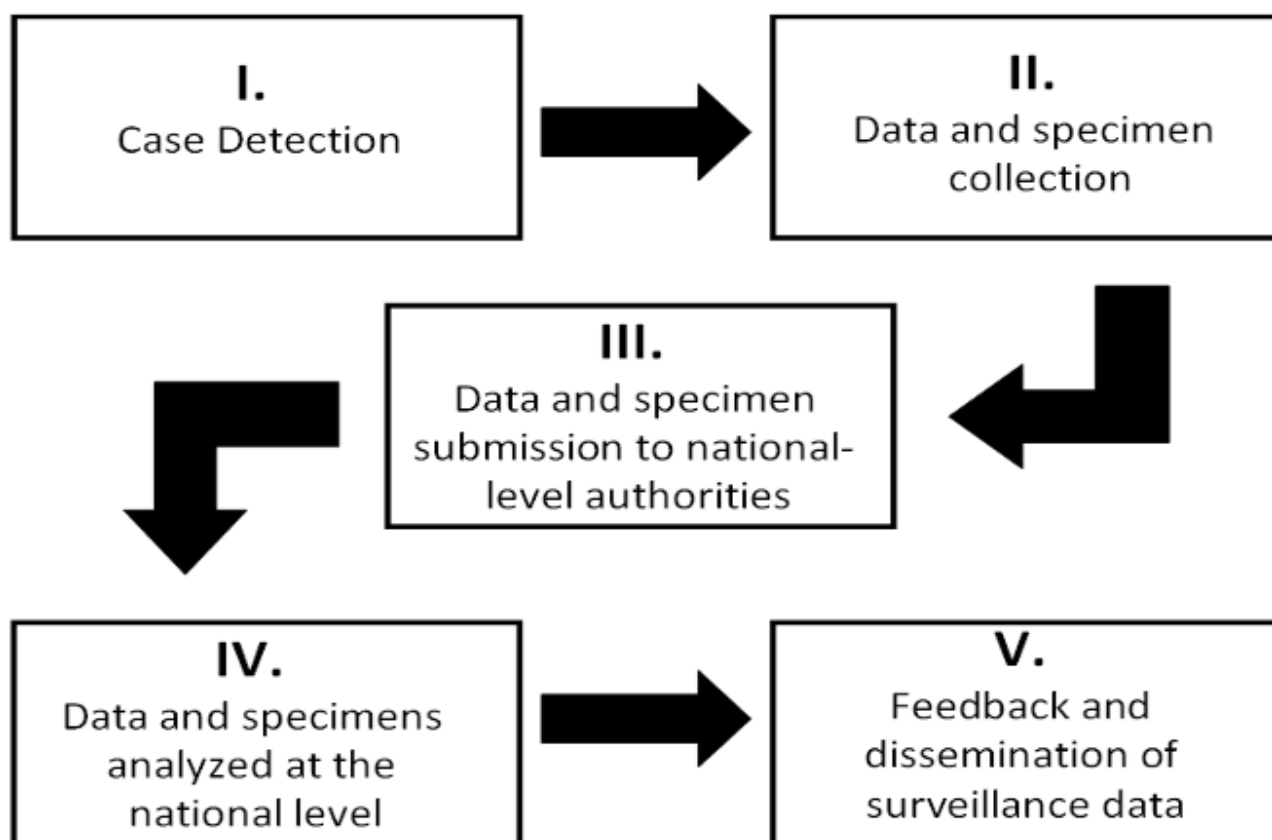 I.
Case Detection
II.
Data and specimen
collection
III.
Data and specimen
submission to national-
level authorities
IV.
Data and specimens
analyzed at the
national level
V.
Feedback and
dissemination of
surveillance data